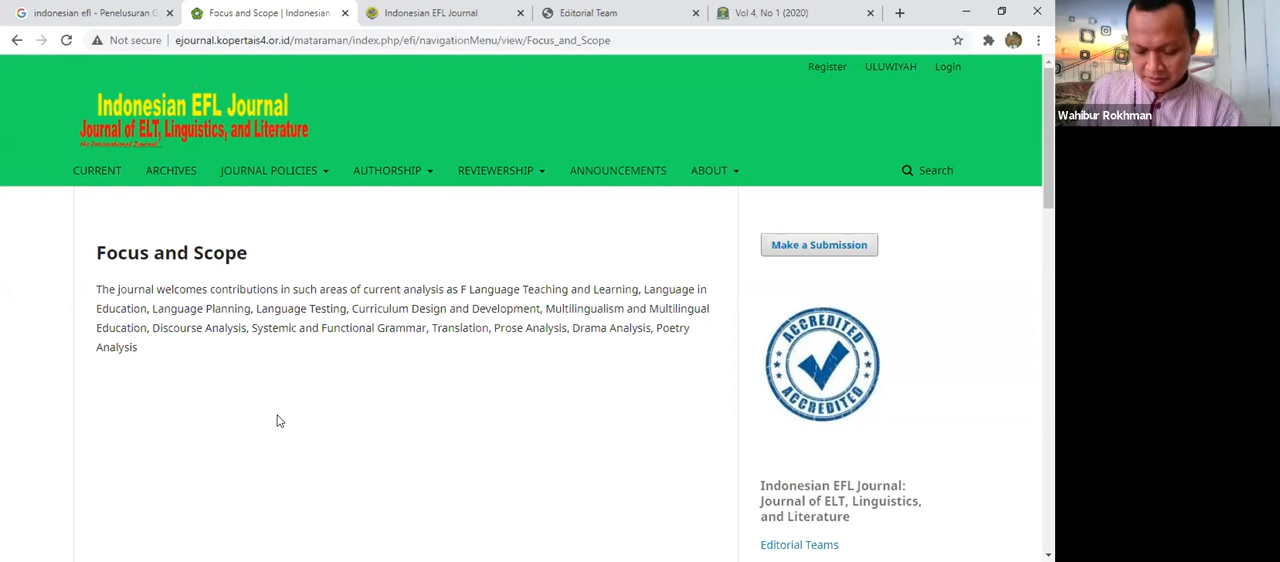 indonesian efl - Penelusuran G
Focus and Scope | Indonesian
Indonesian EFL Journal
Editorial Team
Vol 4, No 1 (2020)
Not secure
ejournal.kopertais4.or.id/mataraman/index.php/efi/navigationMenu/view/Focus_and_Scope
Register ULUWIYAH Login
Indonesian EFL Journal
Journal of ELT, Linguistics, and Literature
the International Journal...
CURRENT ARCHIVES JOURNAL POLICIES AUTHORSHIP REVIEWERSHIP ANNOUNCEMENTS ABOUT Search
Focus and Scope
The journal welcomes contributions in such areas of current analysis as F Language Teaching and Learning, Language in
Education, Language Planning, Language Testing, Curriculum Design and Development, Multilingualism and Multilingual
Education, Discourse Analysis, Systemic and Functional Grammar, Translation, Prose Analysis, Drama Analysis, Poetry
Analysis
Make a Submission
ACCREDITED
ACCREDITED
Indonesian EFL Journal:
Journal of ELT, Linguistics,
and Literature
Editorial Teams
Wahibur Rokhman